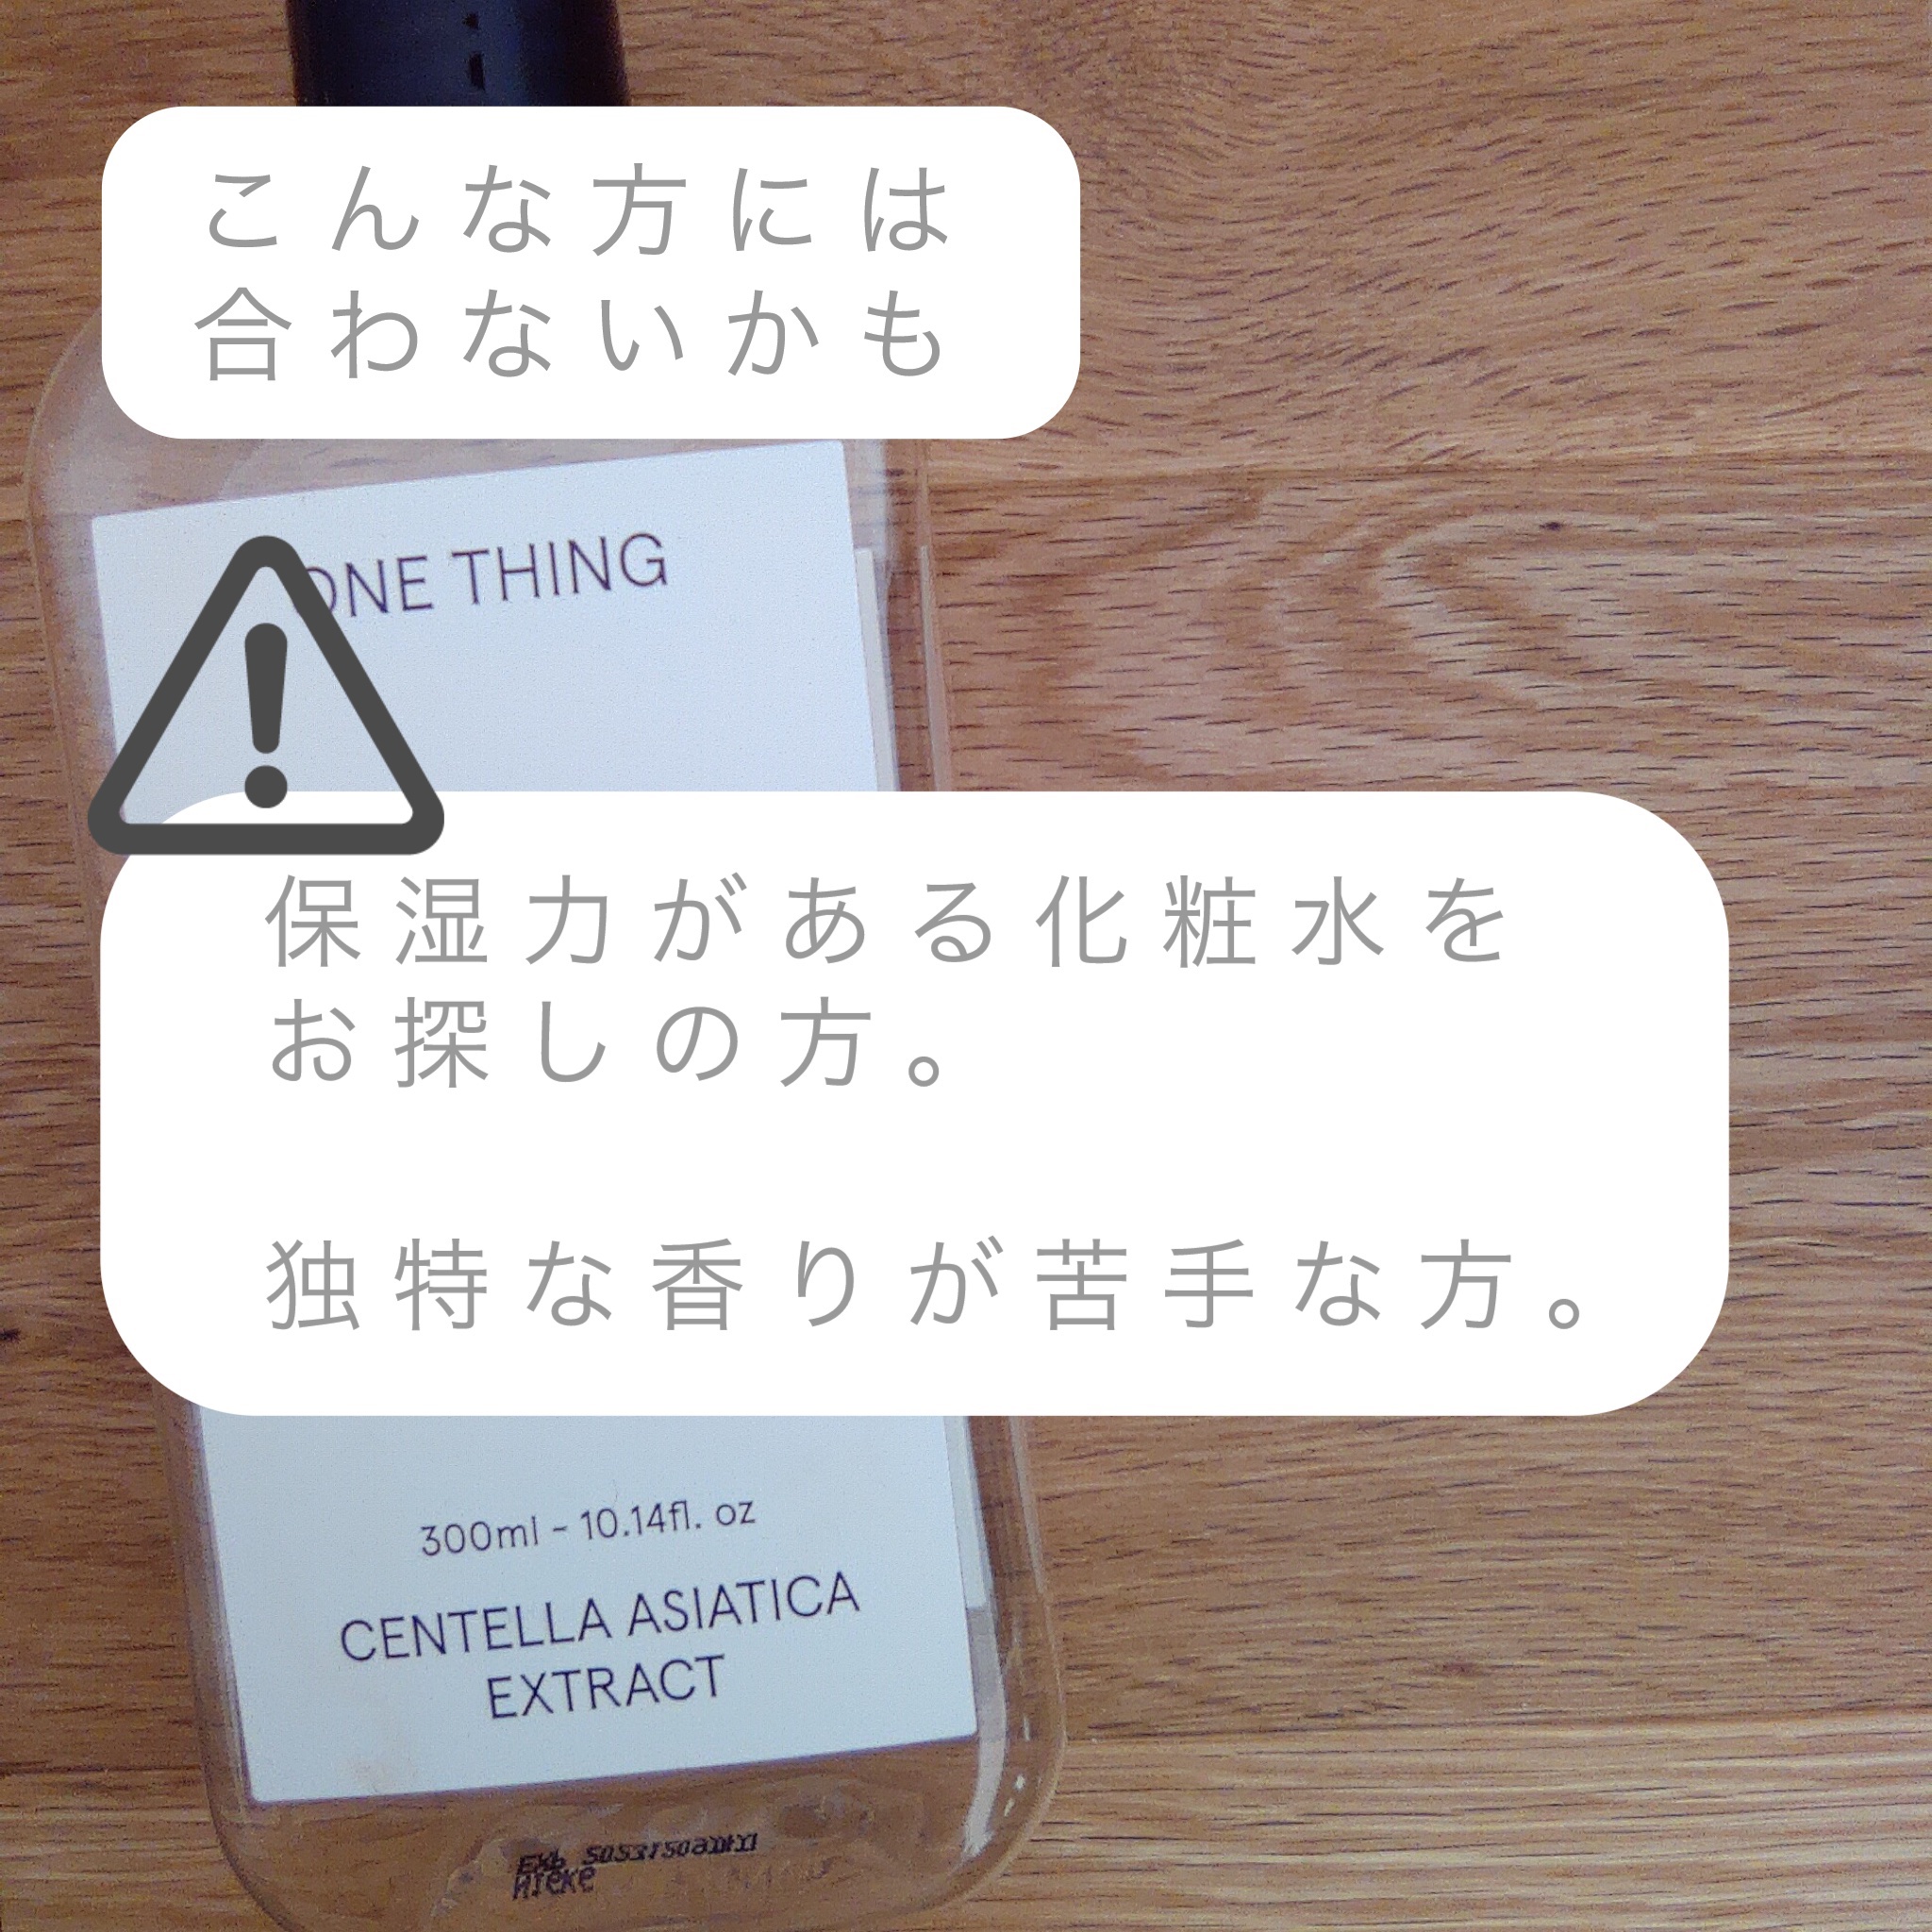 こんな方には
合わないかも
ONE THING
保湿力がある化粧水を
お探しの方。
独特な香りが苦手な方。
300ml - 10.14fl. oz
CENTELLA ASIATICA
EXTRACT